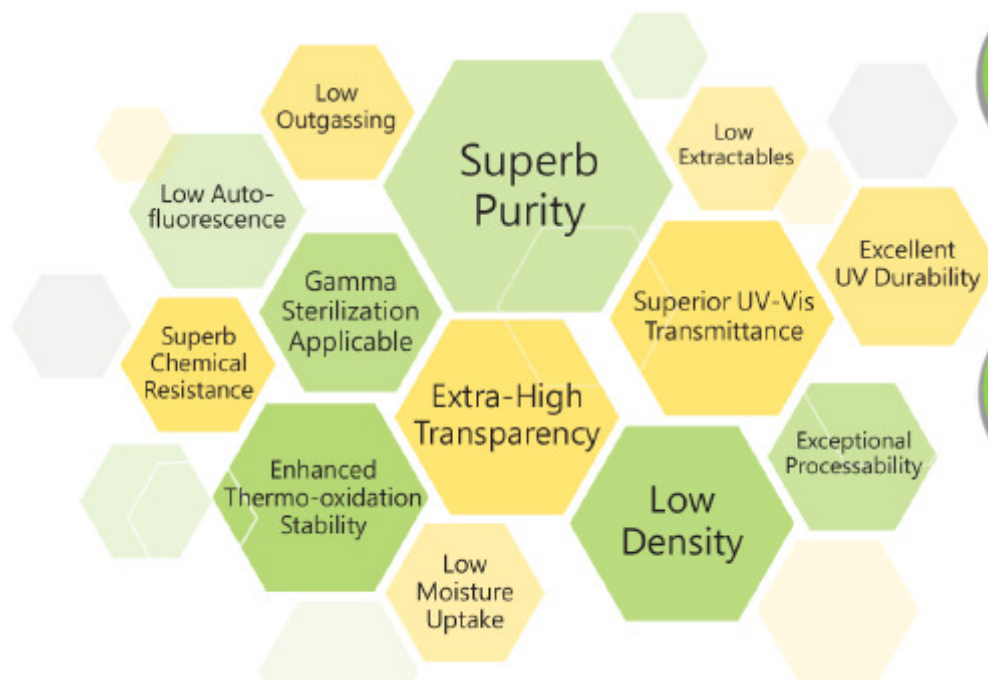 Low
Outgassing
Superb
Purity
Low
Extractables
Low Auto-
fluorescence
Excellent
UV Durability
Gamma
Sterilization
Applicable
Superior UV-Vis
Transmittance
Superb
Chemical
Resistance
Extra-High
Transparency
Exceptional
Processability
Enhanced
Thermo-oxidation
Stability
Low
Density
Low
Moisture
Uptake